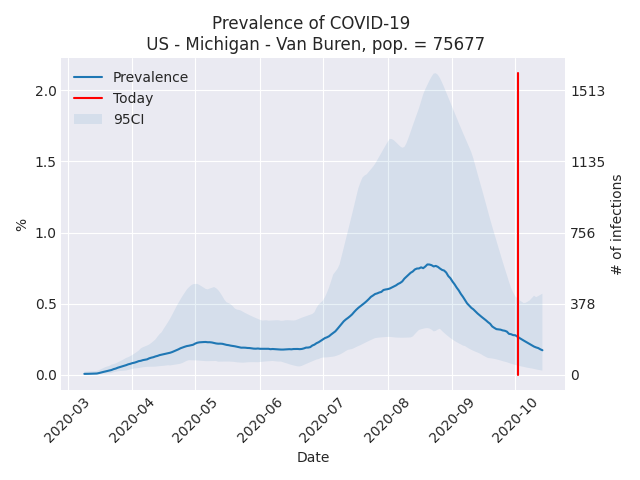 Prevalence of COVID-19
US - Michigan - Van Buren, pop. = 75677
Prevalence
Today
95CI
2.0
1.5
1.0
0.5
0.0
%
1513
1135
756
378
0
# of infections
2020-03
2020-04
2020-05
2020-06
2020-07
2020-08
2020-09
2020-10
Date